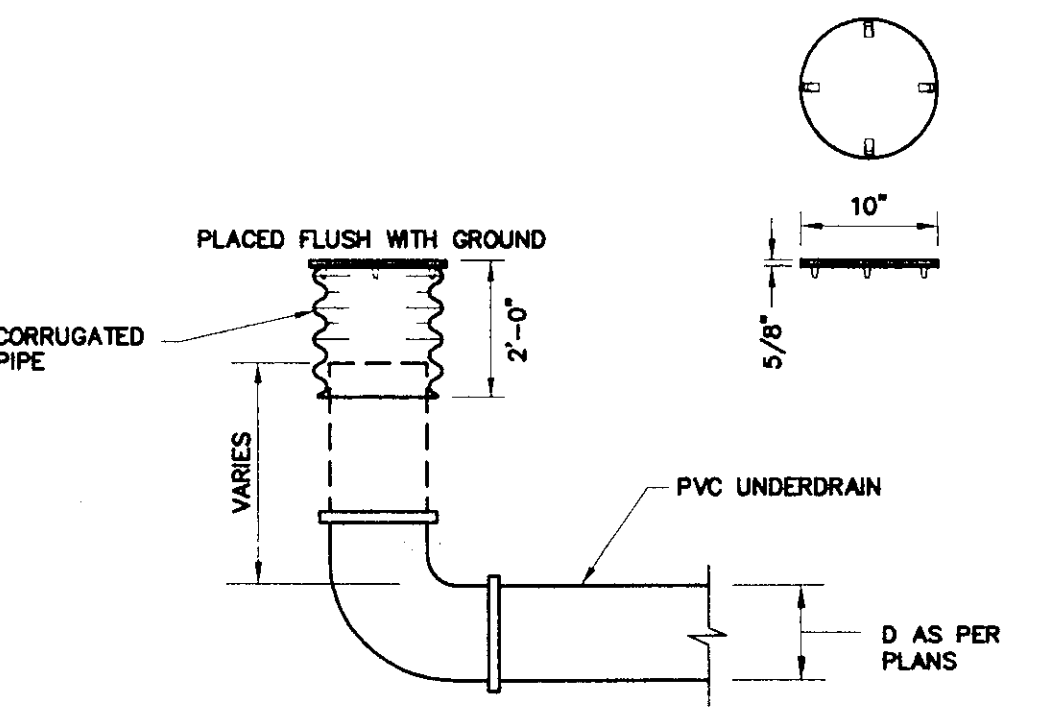 10"
PLACED FLUSH WITH GROUND
CORRUGATED
PIPE
2'-0"
5/8"
VARIES
PVC UNDERDRAIN
D AS PER
PLANS